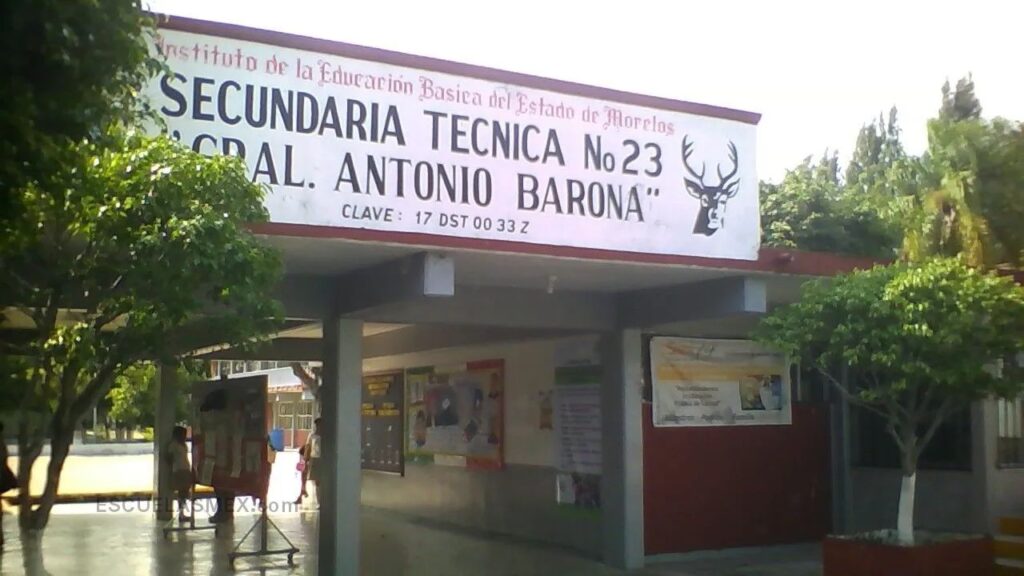 Instituto de la Educación Basica del Estado de Morelos
SECUNDARIA TECNICA No 23
"GRAL. ANTONIO BARONA"
CLAVE: 17 DST 00 33 Z
ESCUELASMEX.com